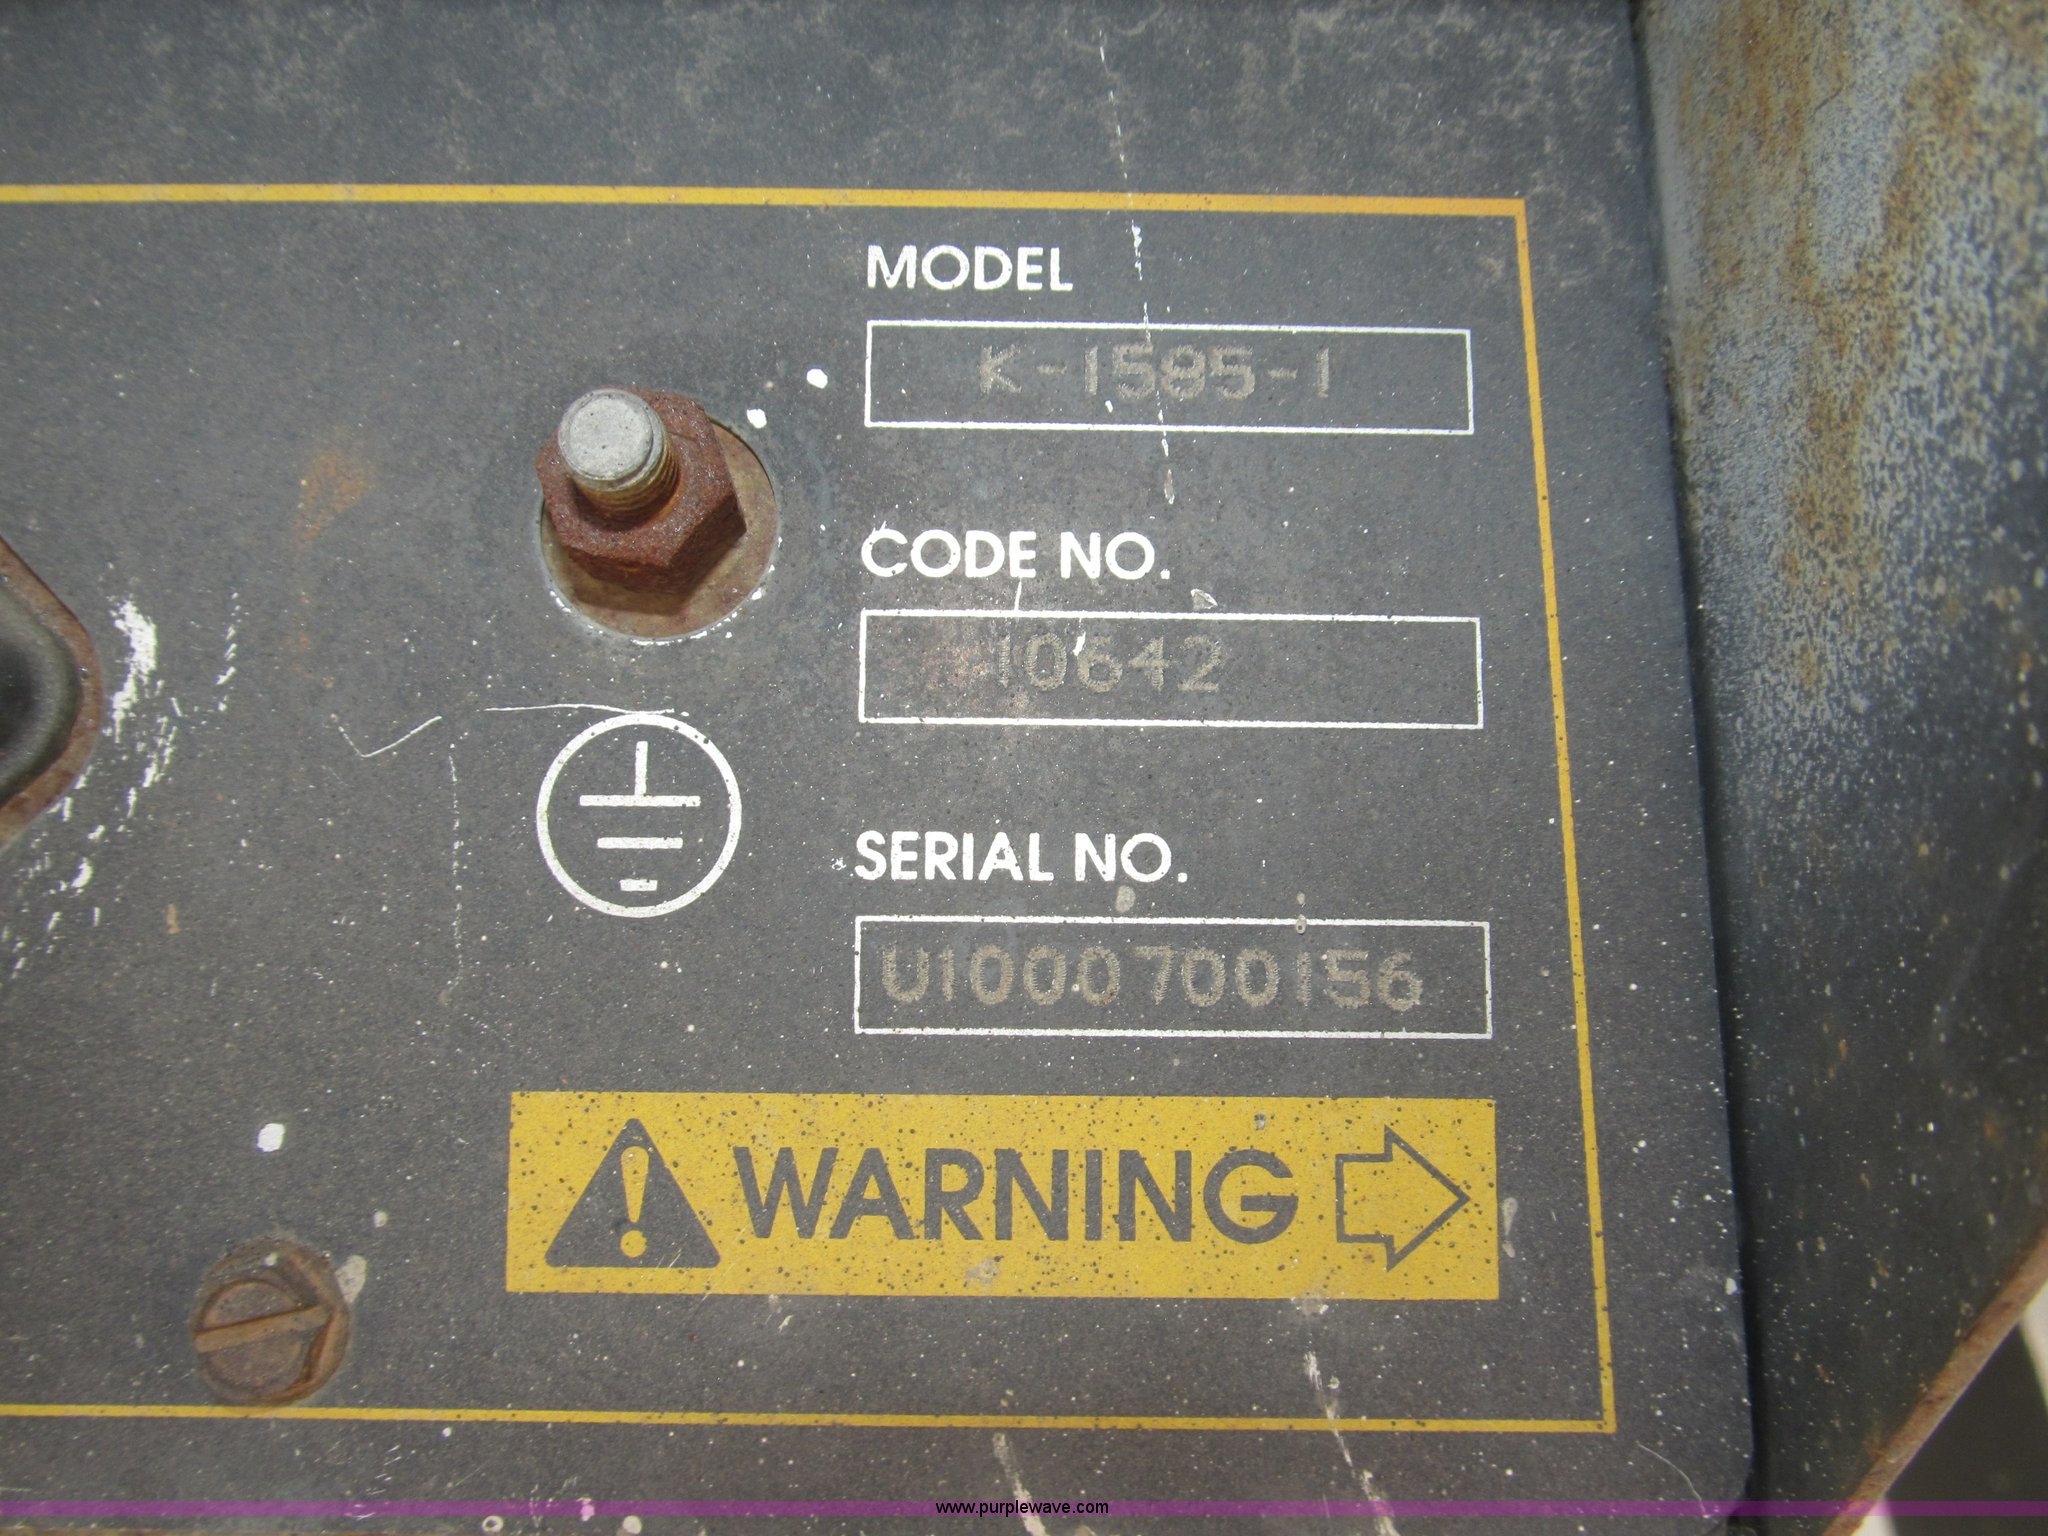 MODEL
K-1585-1
CODE NO.
10642
SERIAL NO.
U1000700156
WARNING
www.purplewave.com